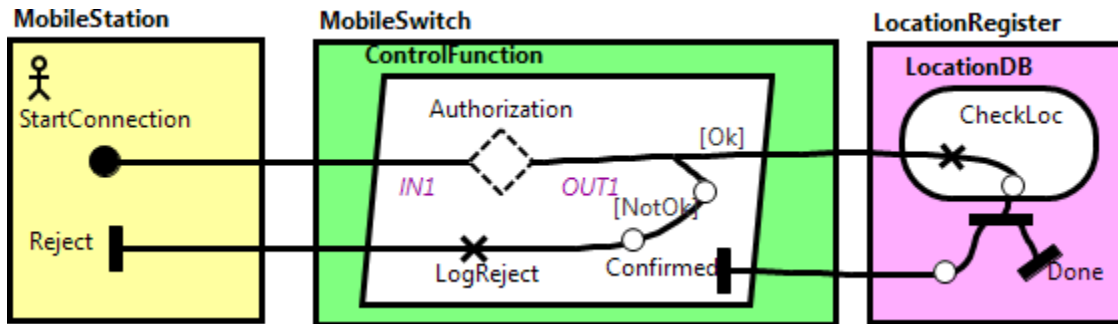 MobileStation
MobileSwitch
LocationRegister
ControlFunction
LocationDB
StartConnection
Authorization
CheckLoc
[Ok]
IN1
OUT1
[NotOk]
Reject
LogReject
Confirmed
Done